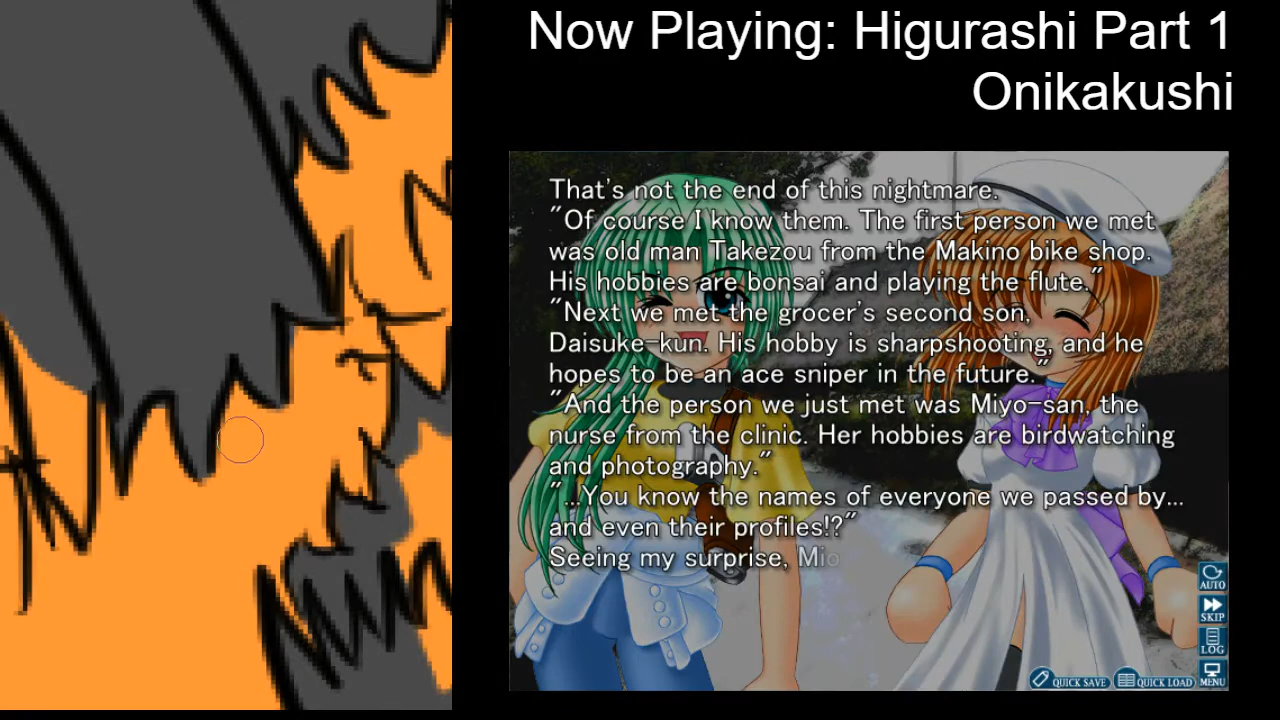 Now Playing: Higurashi Part 1
Onikakushi
That's not the end of this nightmare.
"Of course I know them. The first person we met
was old man Takezou from the Makino bike shop.
His hobbies are bonsai and playing the flute."
"Next we met the grocer's second son,
Daisuke-kun. His hobby is sharpshooting, and he
hopes to be an ace sniper in the future."
"And the person we just met was Miyo-san, the
nurse from the clinic. Her hobbies are birdwatching
and photography."
"...You know the names of everyone we passed by...
and even their profiles!?"
Seeing my surprise, Mio
AUTO
SKIP
LOG
QUICK SAVE QUICK LOAD MENU